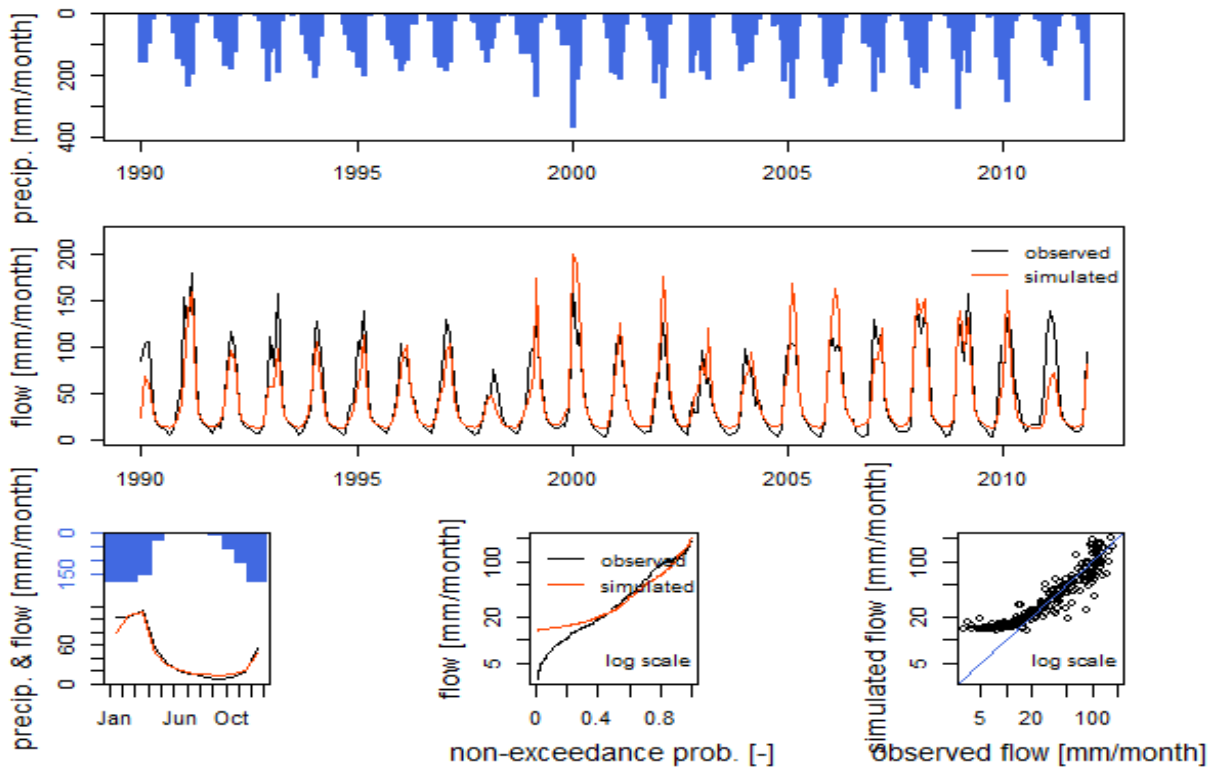 precip. [mm/month]
0
200
400
1990 1995 2000 2005 2010
flow [mm/month]
200
150
100
50
0
observed
simulated
1990 1995 2000 2005 2010
precip. & flow [mm/month]
0
150
60
0
Jan Jun Oct
flow [mm/month]
100
20
5
observed
simulated
log scale
0 0.4 0.8
non-exceedance prob. [-]
simulated flow [mm/month]
100
20
5
log scale
5 20 100
observed flow [mm/month]